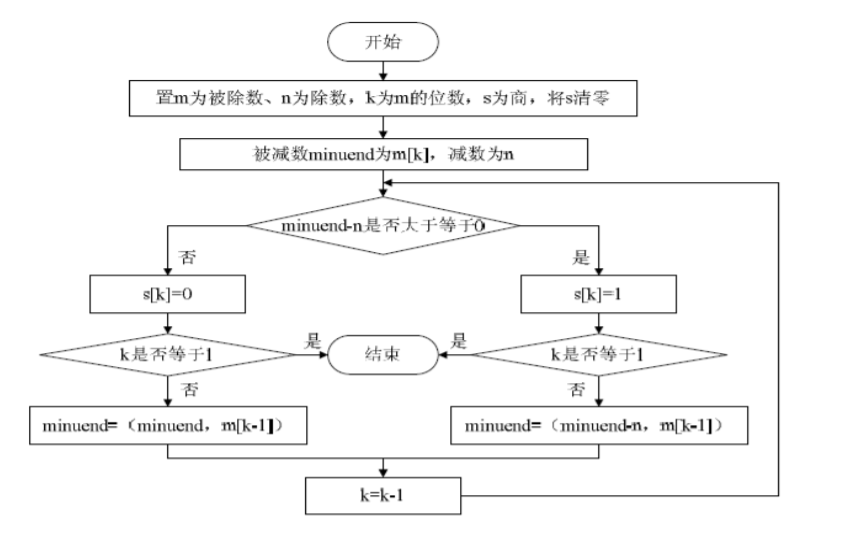 开始
置m为被除数、n为除数，k为m的位数，s为商，将s清零
被减数minuend为m[k]，减数为n
minuend-n是否大于等于0
否
是
s[k]=0
s[k]=1
k是否等于1
是
结束
是
k是否等于1
否
否
minuend=（minuend，m[k-1]）
minuend=（minuend-n，m[k-1]）
k=k-1